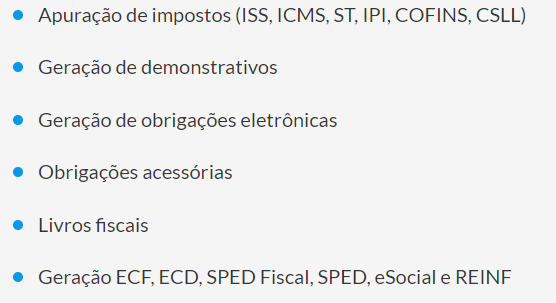 Apuração de impostos (ISS, ICMS, ST, IPI, COFINS, CSLL)
Geração de demonstrativos
Geração de obrigações eletrônicas
Obrigações acessórias
Livros fiscais
Geração ECF, ECD, SPED Fiscal, SPED, eSocial e REINF